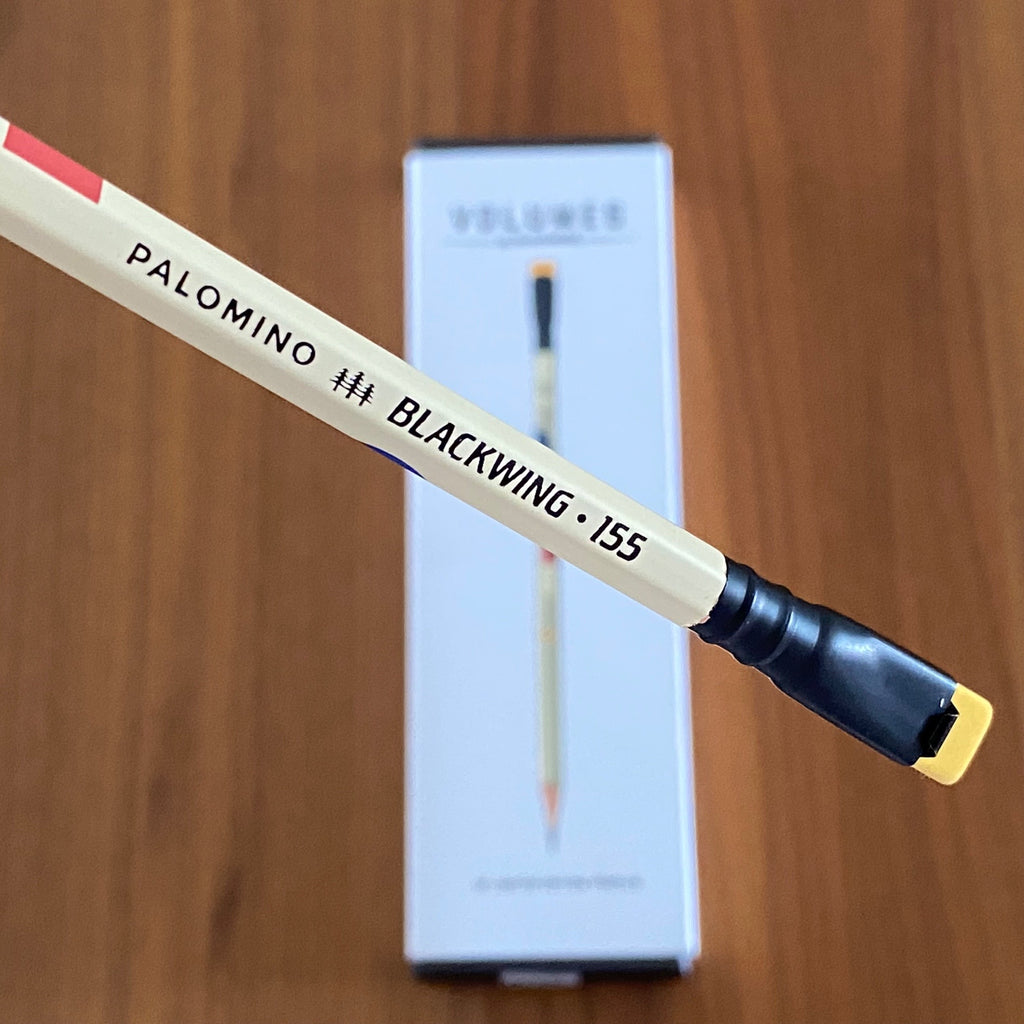 PALOMINO BLACKWING • 155
VOLUMES